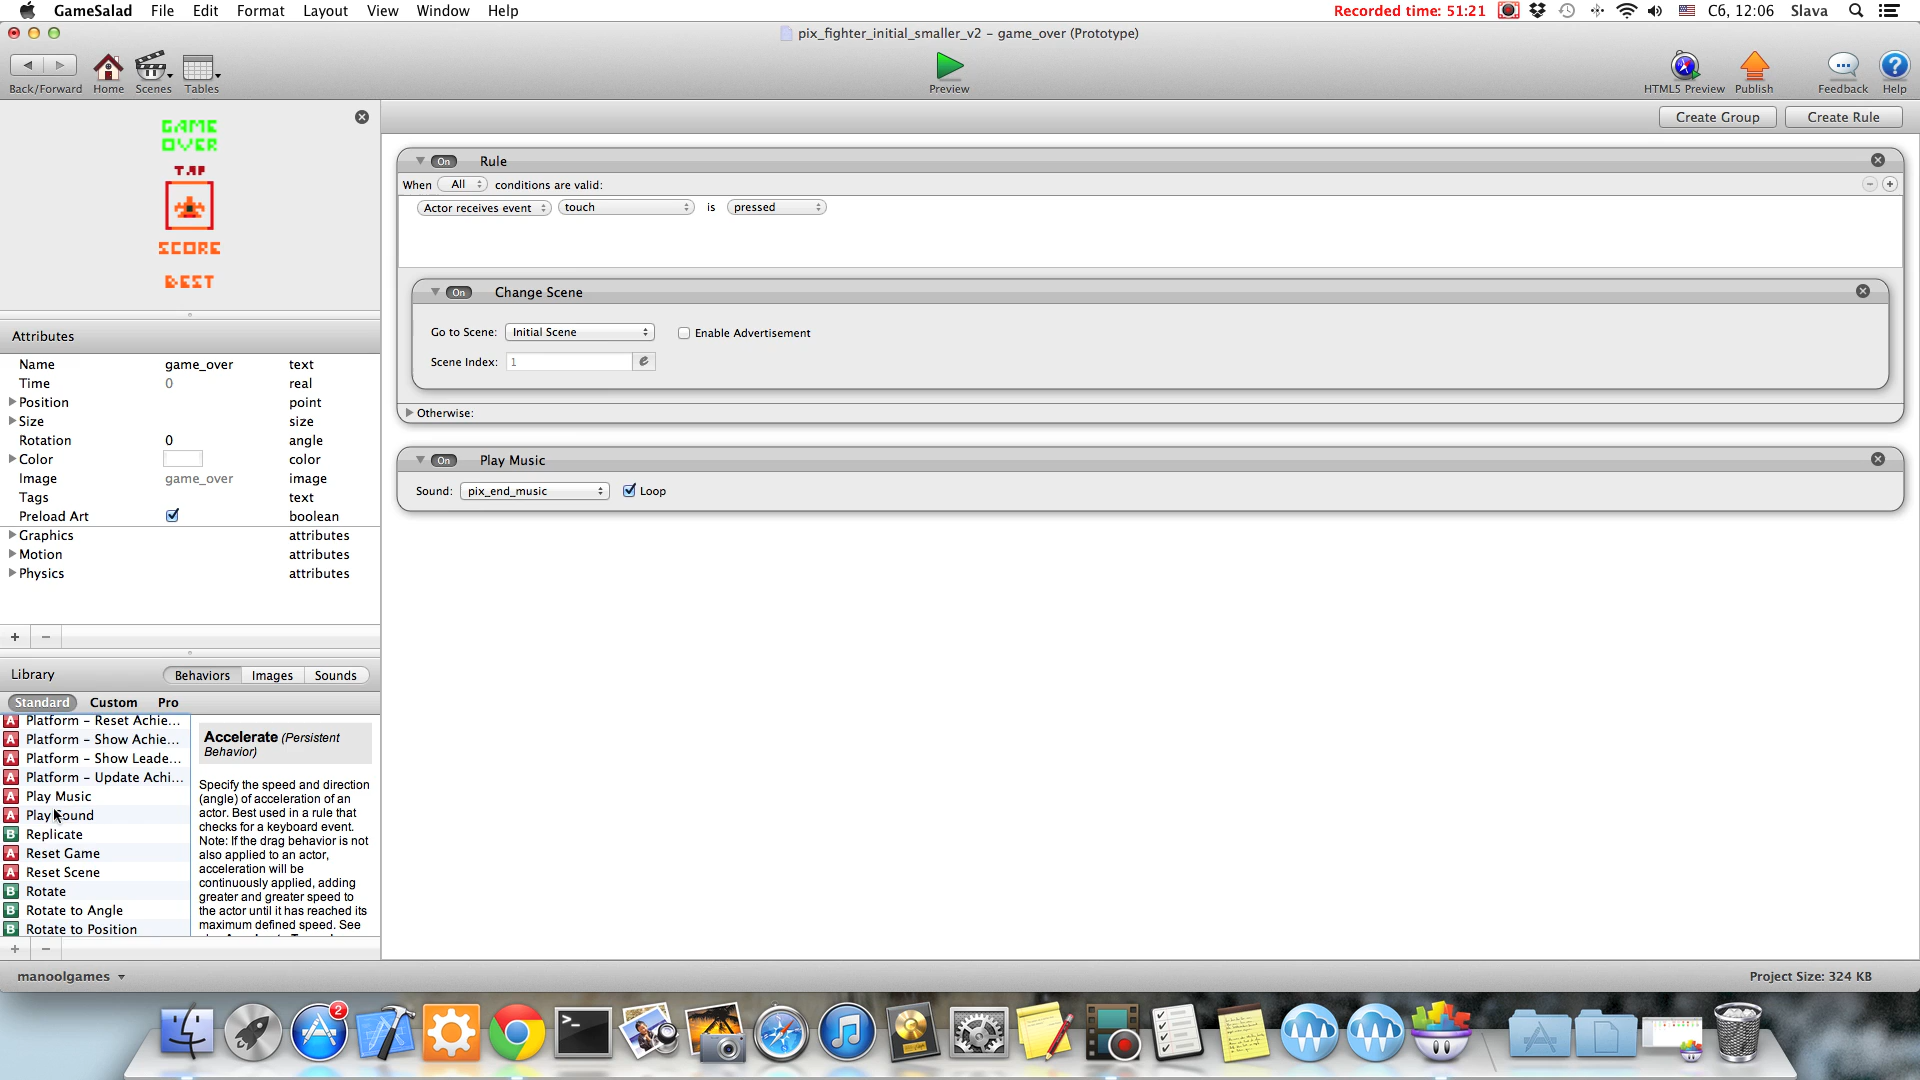 GameSalad File Edit Format Layout View Window Help
Recorded time: 51:21 Сб, 12:06 Slava
pix_fighter_initial_smaller_v2 – game_over (Prototype)
Back/Forward Home Scenes Tables Preview HTML5 Preview Publish Feedback Help
Create Group Create Rule
GAME
OVER
TAP
SCORE
BEST
Attributes
Name game_over text
Time 0 real
Position point
Size size
Rotation 0 angle
Color color
Image game_over image
Tags text
Preload Art boolean
Graphics attributes
Motion attributes
Physics attributes
+ −
Library Behaviors Images Sounds
Standard Custom Pro
Platform – Reset Achie...
Platform – Show Achie...
Platform – Show Leade...
Platform – Update Achi...
Play Music
Play Sound
Replicate
Reset Game
Reset Scene
Rotate
Rotate to Angle
Rotate to Position
Accelerate (Persistent
Behavior)
Specify the speed and direction
(angle) of acceleration of an
actor. Best used in a rule that
checks for a keyboard event.
Note: If the drag behavior is not
also applied to an actor,
acceleration will be
continuously applied, adding
greater and greater speed to
the actor until it has reached its
maximum defined speed. See
+ −
On Rule
When All conditions are valid:
Actor receives event touch is pressed
On Change Scene
Go to Scene: Initial Scene Enable Advertisement
Scene Index: 1
Otherwise:
On Play Music
Sound: pix_end_music Loop
manoolgames Project Size: 324 KB
2